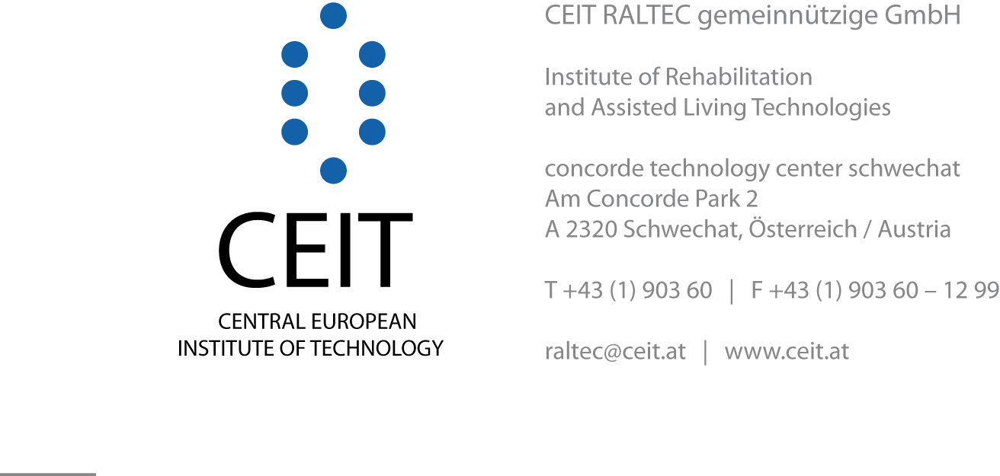 CEIT
CENTRAL EUROPEAN
INSTITUTE OF TECHNOLOGY
CEIT RALTEC gemeinnützige GmbH
Institute of Rehabilitation
and Assisted Living Technologies
concorde technology center schwechat
Am Concorde Park 2
A 2320 Schwechat, Österreich / Austria
T +43 (1) 903 60 | F +43 (1) 903 60 – 12 99
raltec@ceit.at | www.ceit.at